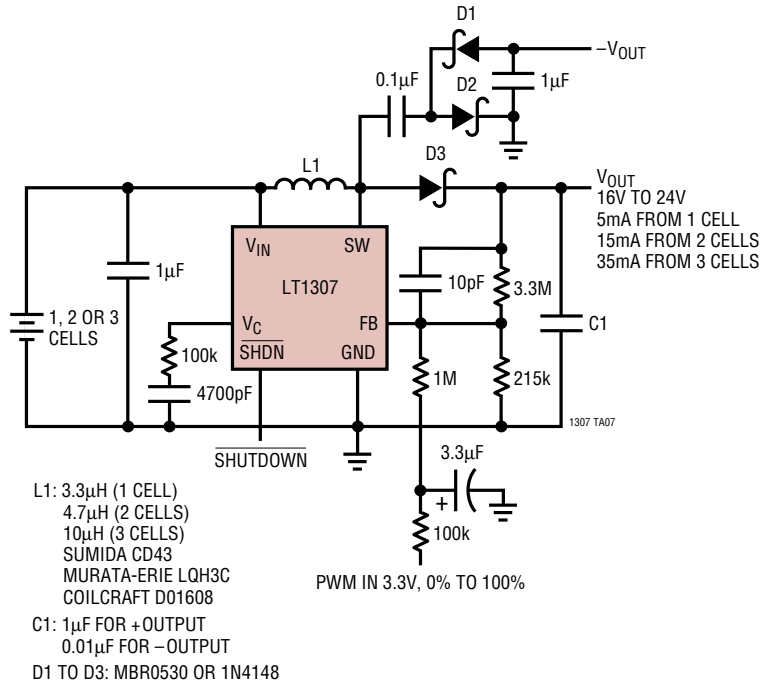 D1
–VOUT
0.1µF
D2
1µF
D3
L1
VOUT
16V TO 24V
5mA FROM 1 CELL
15mA FROM 2 CELLS
35mA FROM 3 CELLS
VIN
SW
1µF
LT1307
10pF
3.3M
1, 2 OR 3
CELLS
VC
FB
C1
100k
SHDN
GND
1M
215k
4700pF
1307 TA07
SHUTDOWN
3.3µF
+
100k
PWM IN 3.3V, 0% TO 100%
L1: 3.3µH (1 CELL)
4.7µH (2 CELLS)
10µH (3 CELLS)
SUMIDA CD43
MURATA-ERIE LQH3C
COILCRAFT D01608
C1: 1µF FOR +OUTPUT
0.01µF FOR –OUTPUT
D1 TO D3: MBR0530 OR 1N4148